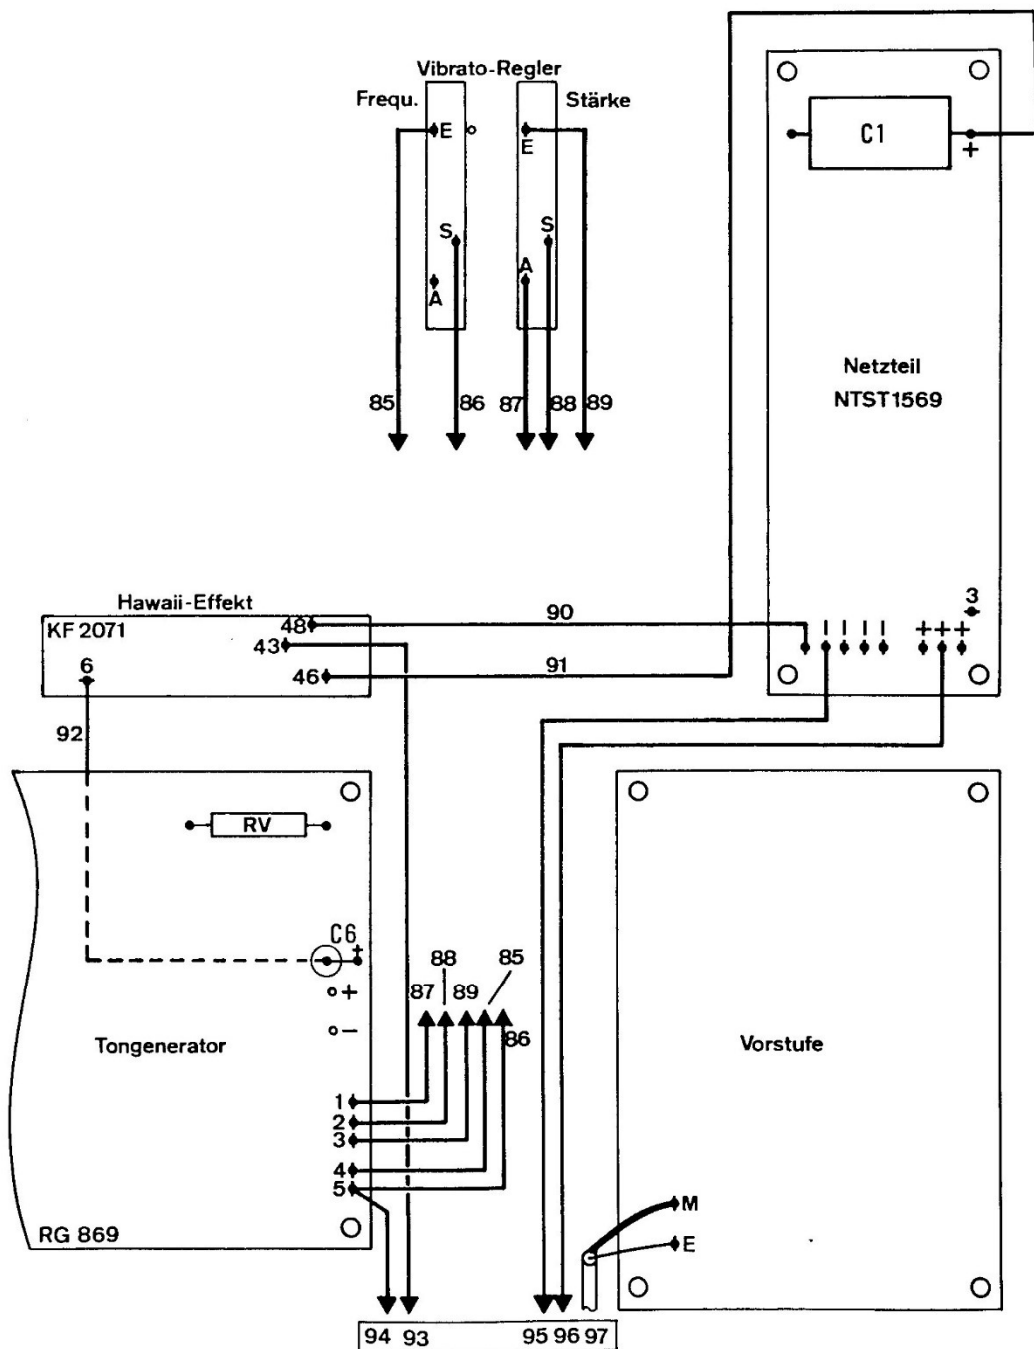 Vibrato-Regler
Frequ.
Stärke
E
E
S
S
A
A
85
86
87
88
89
C1
+
Netzteil
NTST1569
3
− − − −
+++
Hawaii-Effekt
KF 2071
48
43
46
6
90
91
92
RV
C6
+
+
−
88
85
87
89
86
Tongenerator
1
2
3
4
5
RG 869
Vorstufe
M
E
94 93 95 96 97